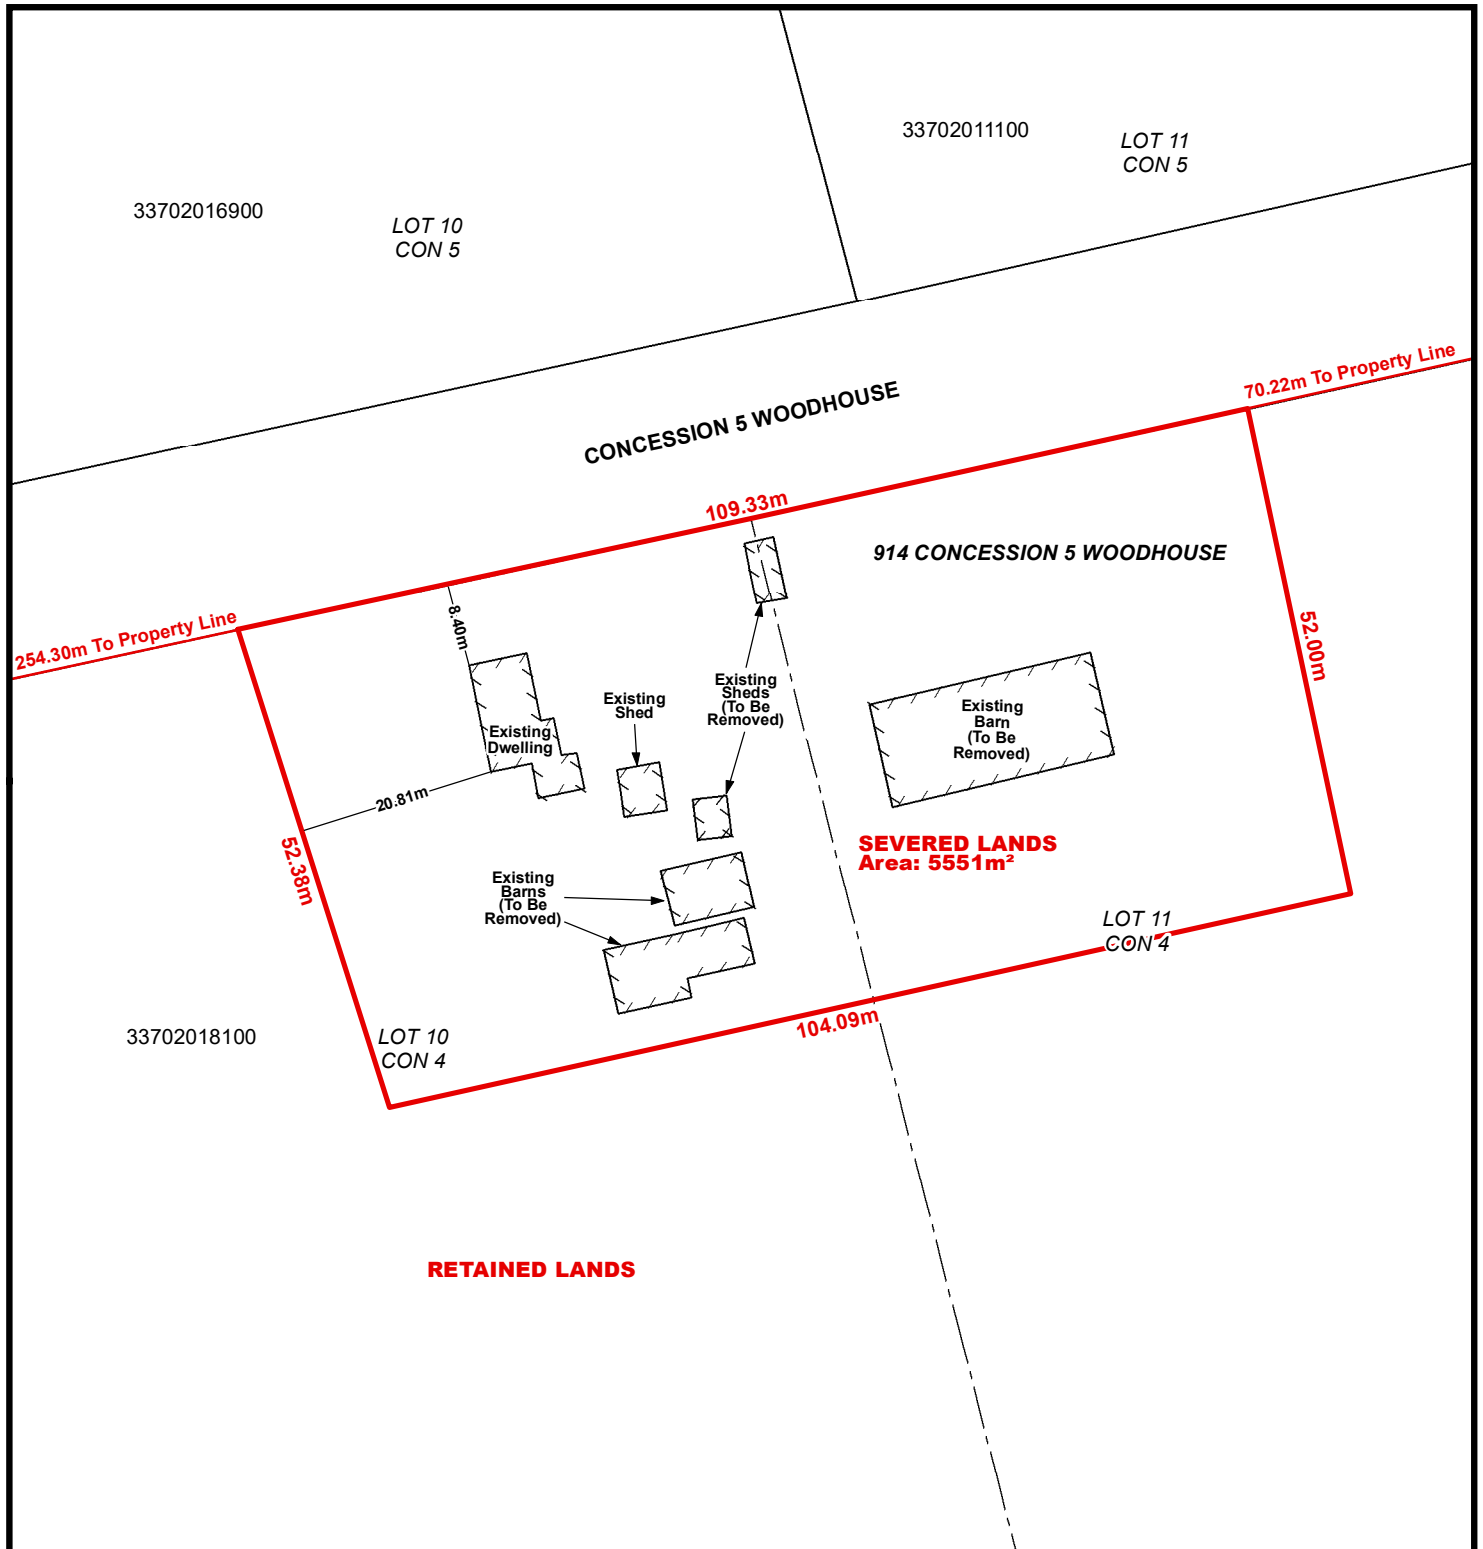 33702011100
LOT 11
CON 5
33702016900
LOT 10
CON 5
70.22m To Property Line
CONCESSION 5 WOODHOUSE
109.33m
914 CONCESSION 5 WOODHOUSE
254.30m To Property Line
8.40m
52.00m
Existing
Shed
Existing
Sheds
(To Be
Removed)
Existing
Barn
(To Be
Removed)
Existing
Dwelling
20.81m
52.38m
SEVERED LANDS
Area: 5551m²
Existing
Barns
(To Be
Removed)
LOT 11
CON 4
104.09m
33702018100
LOT 10
CON 4
RETAINED LANDS